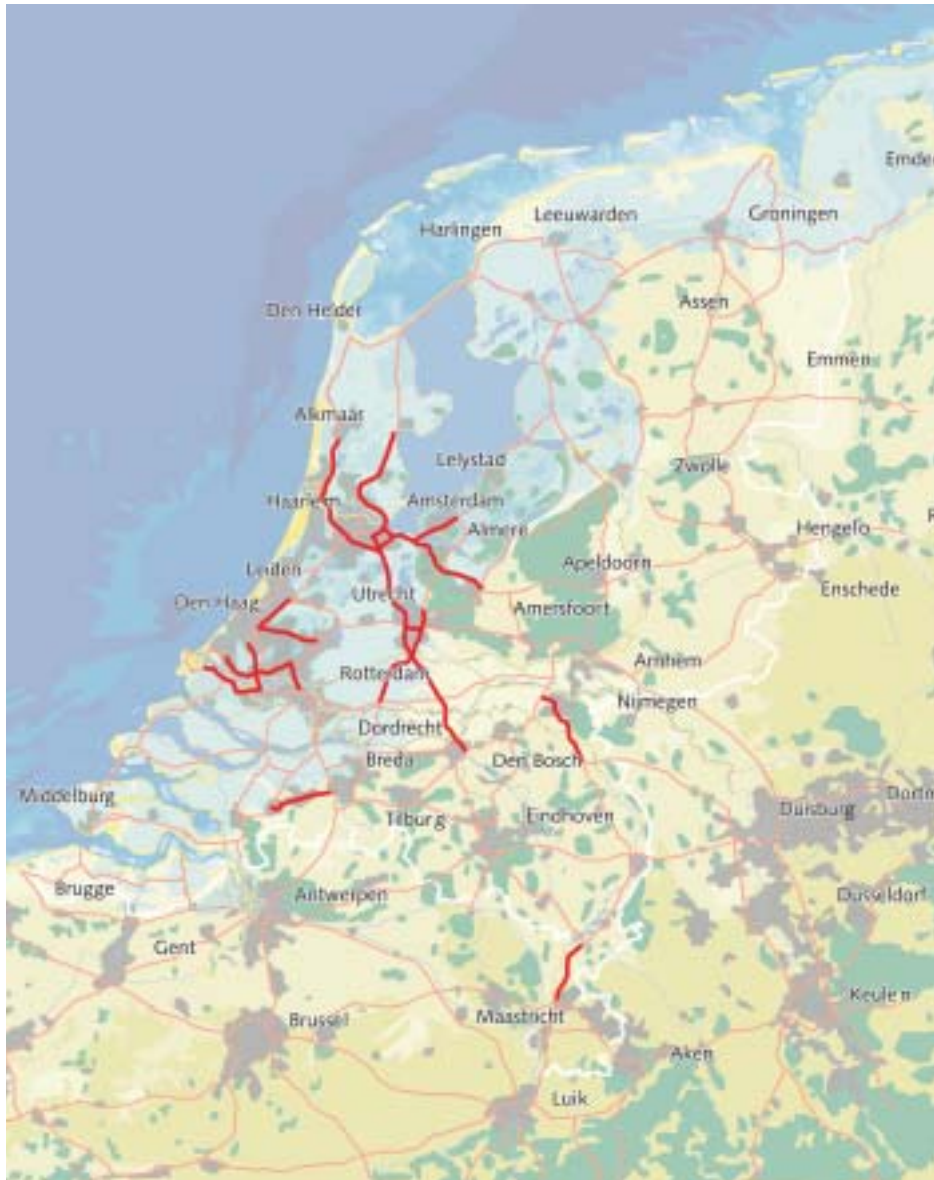 Emde
Leeuwarden
Groningen
Harlingen
Assen
Den Helder
Emmen
Alkmaar
Lelystad
Zwolle
Haarlem
Amsterdam
Almere
Hengelo
Leiden
Apeldoorn
Enschede
Den Haag
Utrecht
Amersfoort
Arnhem
Rotterdam
Nijmegen
Dordrecht
Breda
Den Bosch
Middelburg
Tilburg
Eindhoven
Duisburg
Dortm
Brugge
Antwerpen
Dusseldorf
Gent
Keulen
Brussel
Maastricht
Aken
Luik